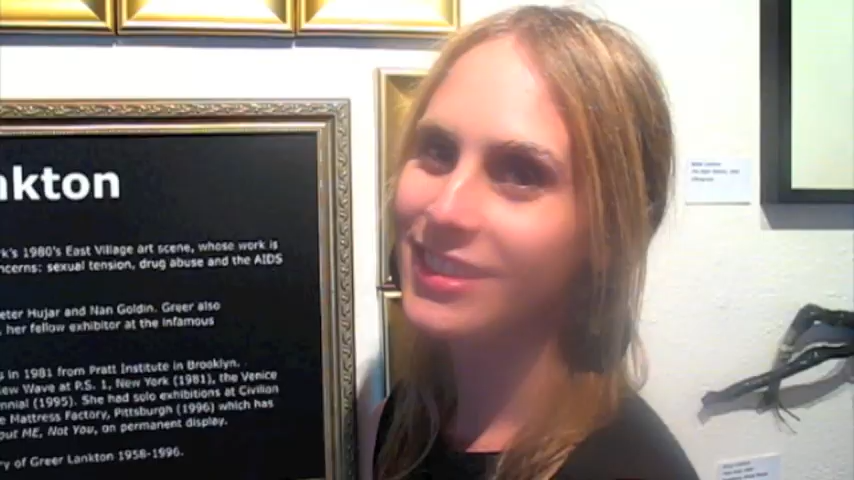 nkton
k's 1980's East Village art scene, whose work is
ncerns: sexual tension, drug abuse and the AIDS
eter Hujar and Nan Goldin. Greer also
, her fellow exhibitor at the infamous
s in 1981 from Pratt Institute in Brooklyn.
ew Wave at P.S. 1, New York (1981), the Venice
nnial (1995). She had solo exhibitions at Civilian
e Mattress Factory, Pittsburgh (1996) which has
out ME, Not You, on permanent display.
ry of Greer Lankton 1958-1996.